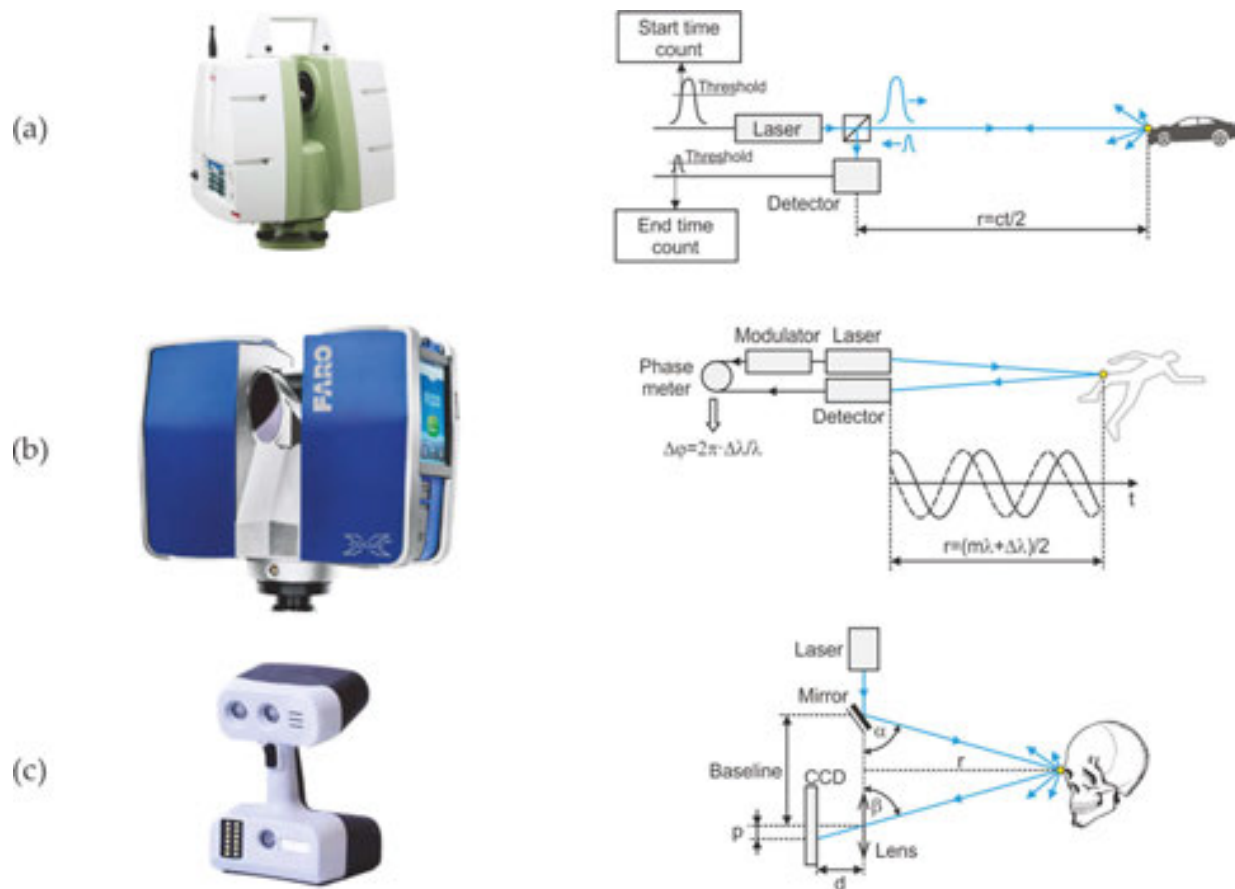 (a)
Start time
count
Threshold
Laser
Threshold
Detector
End time
count
r=ct/2
(b)
FARO
Modulator
Laser
Phase
meter
Detector
Δφ=2π·Δλ/λ
t
r=(mλ+Δλ)/2
(c)
Laser
Mirror
α
Baseline
CCD
r
β
p
Lens
d